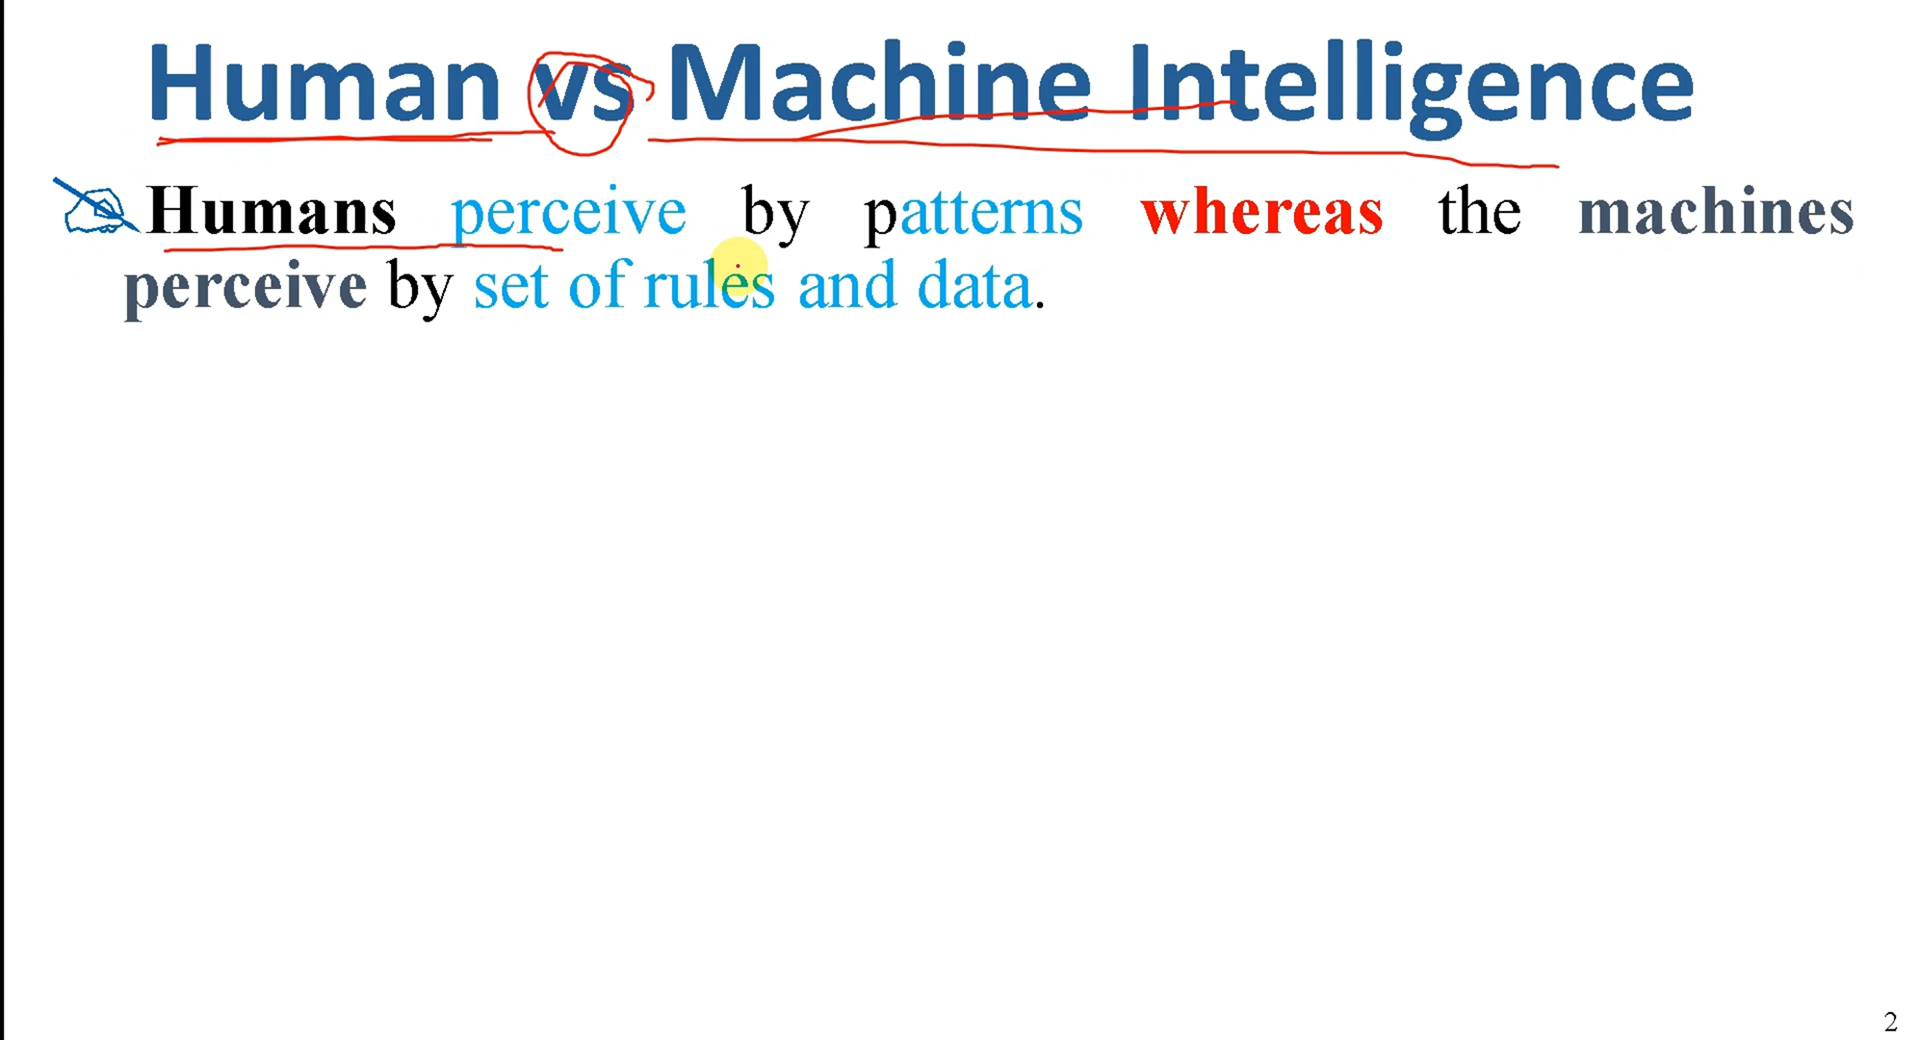 Human vs Machine Intelligence
Humans perceive by patterns whereas the machines
perceive by set of rules and data.
2